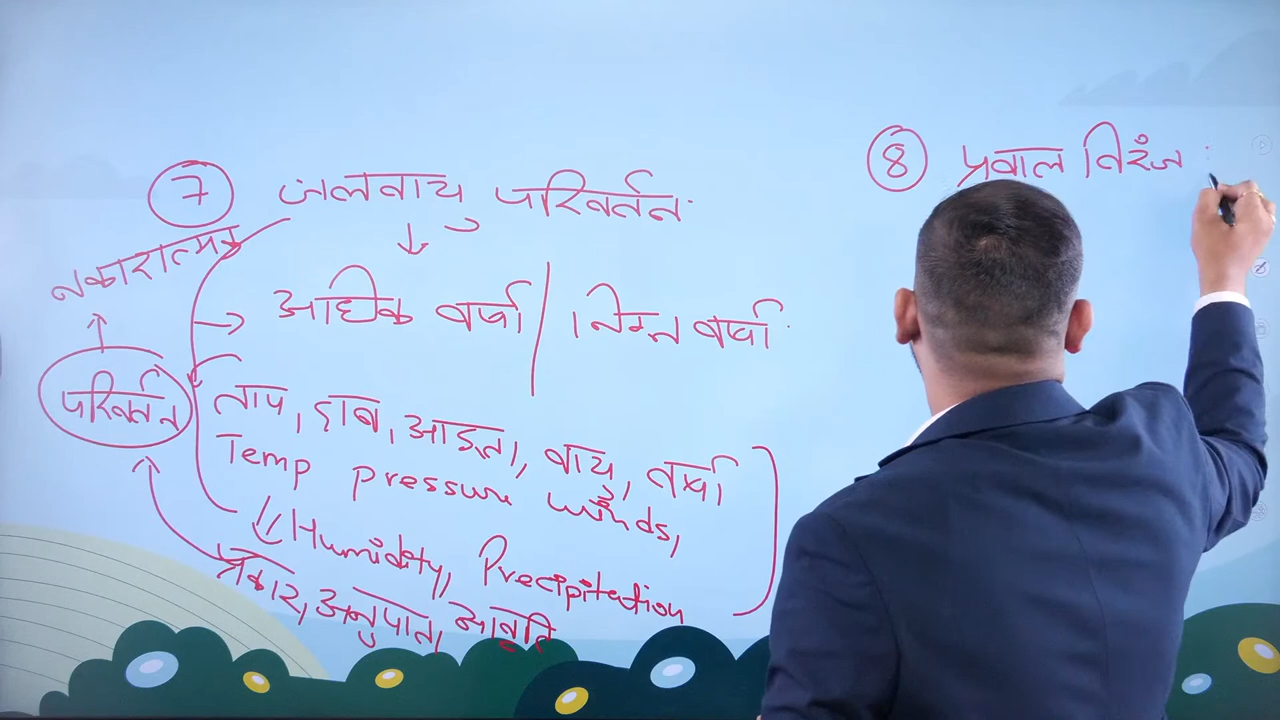 7 जलवायु परिवर्तन
नकारात्मक
अधिक वर्षा / निम्न वर्षा
परिवर्तन
ताप, दाब, आद्रता, वायु, वर्षा
Temp pressure winds,
Humidity, Precipitation
प्रकार, अनुपात, आवृति
8 प्रवाल विरंज